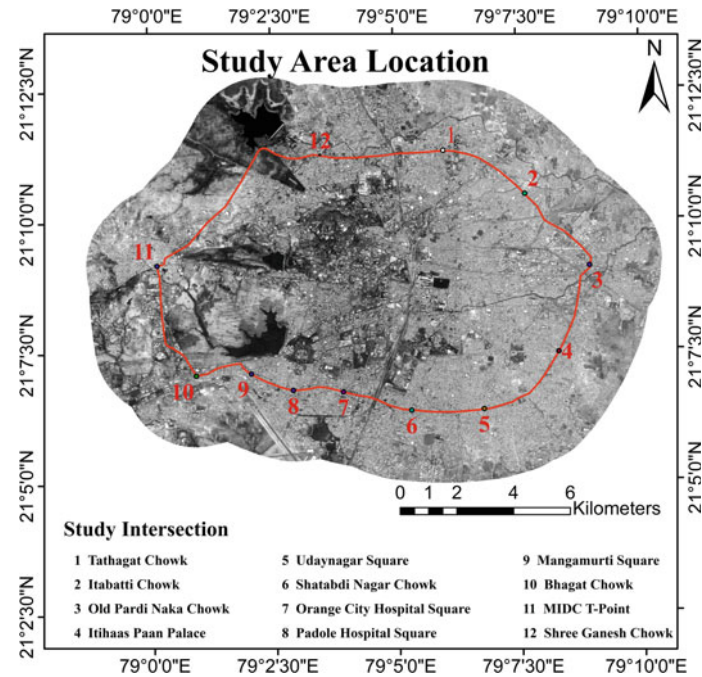 79°0'0"E 79°2'30"E 79°5'0"E 79°7'30"E 79°10'0"E
Study Area Location
N
21°12'30"N 21°12'30"N
12 1
2
21°10'0"N 21°10'0"N
11 3
21°7'30"N 21°7'30"N
4
10 9 8 7 6 5
21°5'0"N 21°5'0"N
0 1 2 4 6
Kilometers
Study Intersection
1 Tathagat Chowk 5 Udaynagar Square 9 Mangamurti Square
2 Itabatti Chowk 6 Shatabdi Nagar Chowk 10 Bhagat Chowk
3 Old Pardi Naka Chowk 7 Orange City Hospital Square 11 MIDC T-Point
4 Itihaas Paan Palace 8 Padole Hospital Square 12 Shree Ganesh Chowk
21°2'30"N 21°2'30"N
79°0'0"E 79°2'30"E 79°5'0"E 79°7'30"E 79°10'0"E